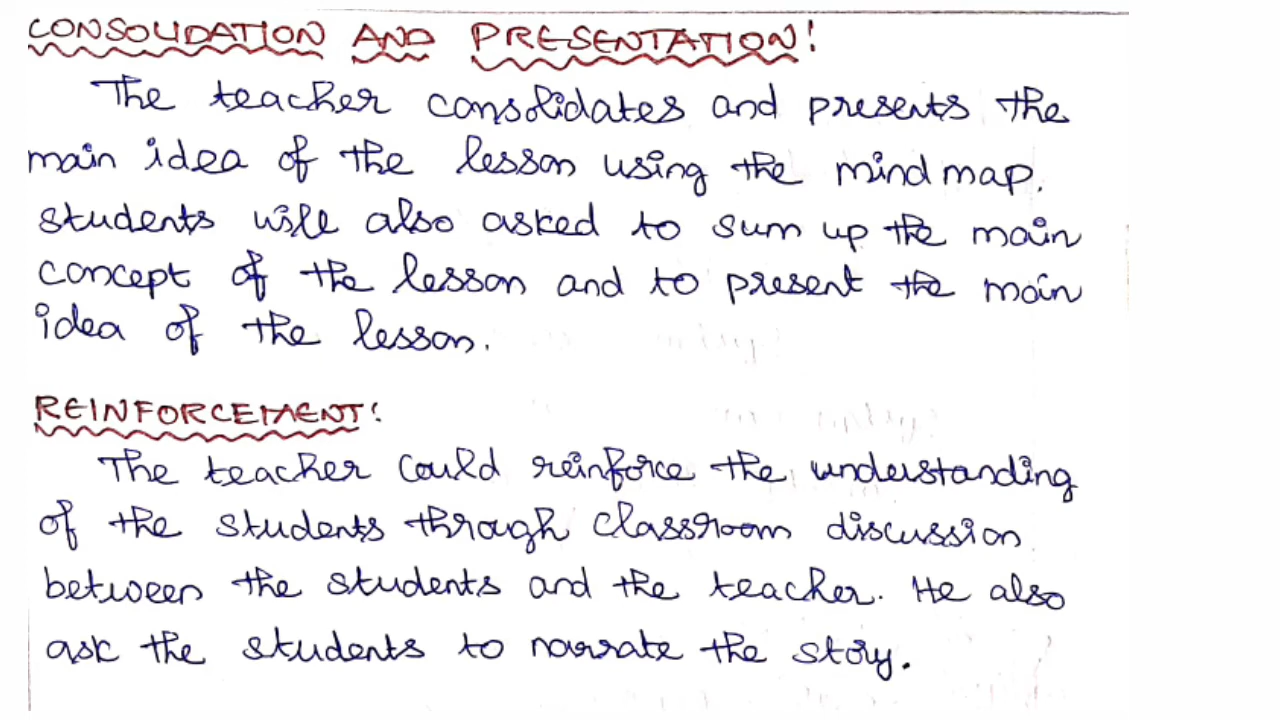 CONSOLIDATION AND PRESENTATION:
The teacher consolidates and presents the
main idea of the lesson using the mind map.
students will also asked to sum up the main
concept of the lesson and to present the main
idea of the lesson.
REINFORCEMENT:
The teacher could reinforce the understanding
of the students through classroom discussion
between the students and the teacher. He also
ask the students to narrate the story.